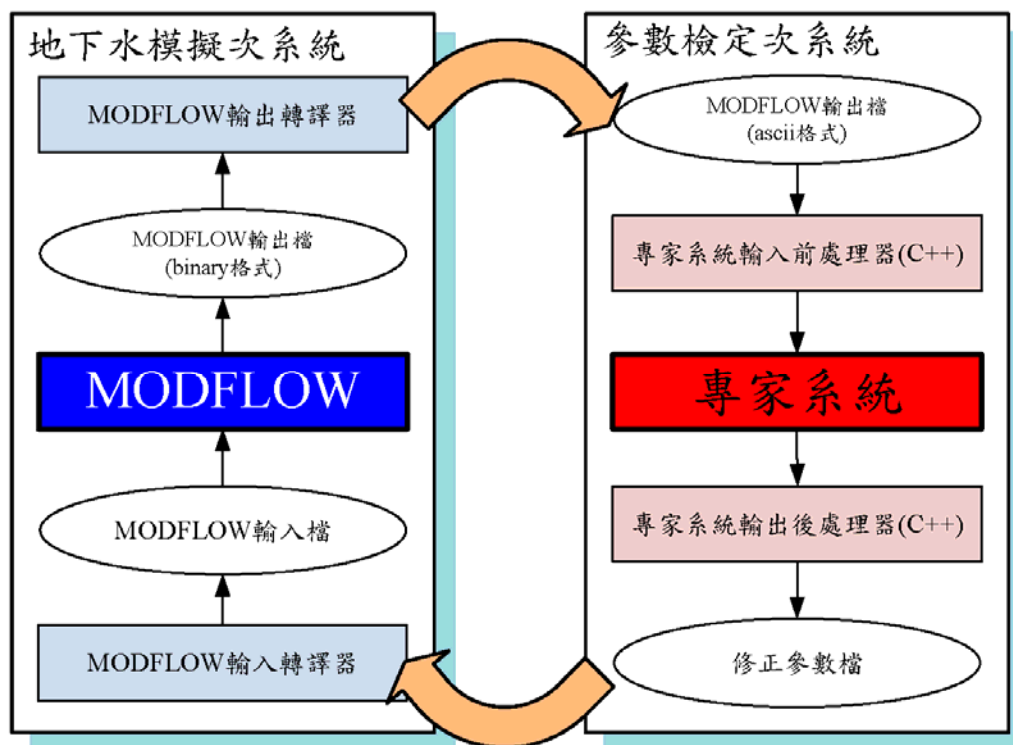 地下水模擬次系統
MODFLOW輸出轉譯器
MODFLOW輸出檔
(binary格式)
MODFLOW
MODFLOW輸入檔
MODFLOW輸入轉譯器
參數檢定次系統
MODFLOW輸出檔
(ascii格式)
專家系統輸入前處理器(C++)
專家系統
專家系統輸出後處理器(C++)
修正參數檔